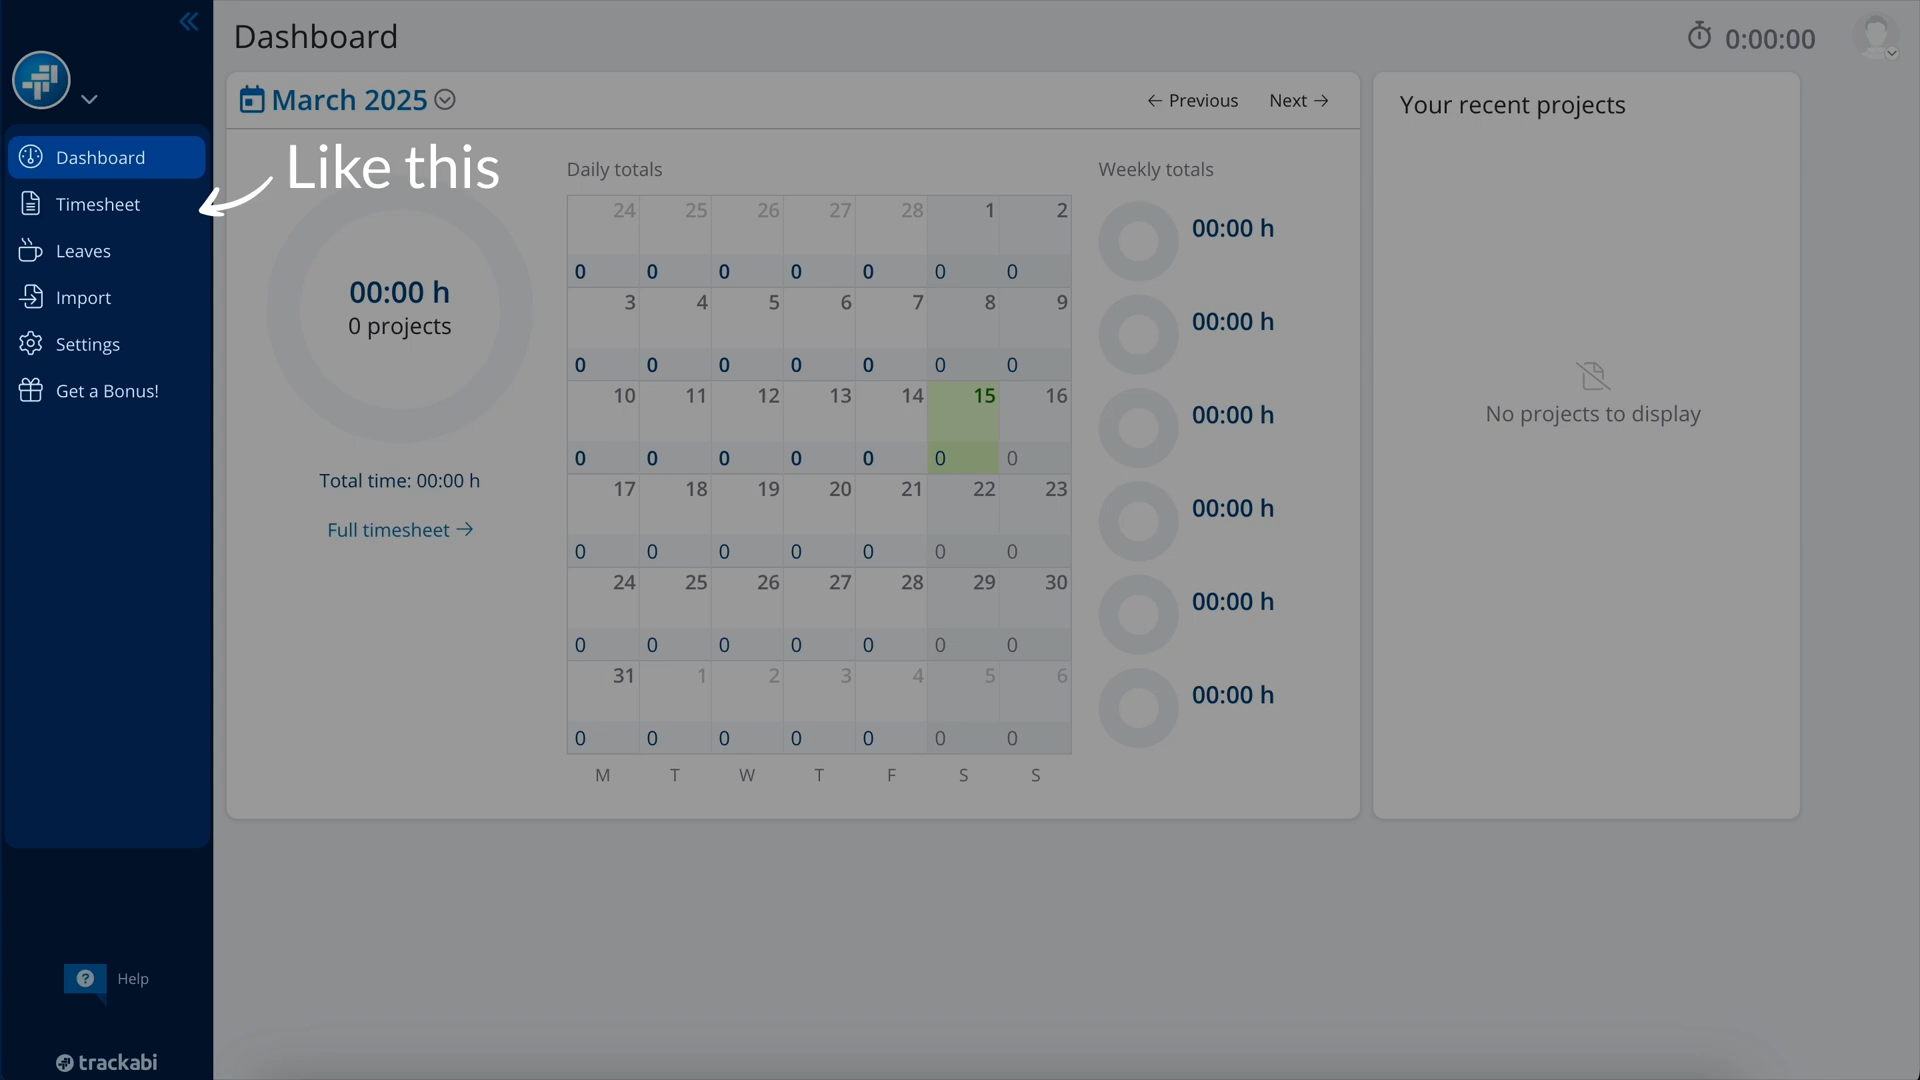 Dashboard
0:00:00
Dashboard
Timesheet
Leaves
Import
Settings
Get a Bonus!
? Help
trackabi
Like this
March 2025
← Previous Next →
00:00 h
0 projects
Total time: 00:00 h
Full timesheet →
Daily totals
24 25 26 27 28 1 2
0 0 0 0 0 0 0
3 4 5 6 7 8 9
0 0 0 0 0 0 0
10 11 12 13 14 15 16
0 0 0 0 0 0 0
17 18 19 20 21 22 23
0 0 0 0 0 0 0
24 25 26 27 28 29 30
0 0 0 0 0 0 0
31 1 2 3 4 5 6
0 0 0 0 0 0 0
M T W T F S S
Weekly totals
00:00 h
00:00 h
00:00 h
00:00 h
00:00 h
00:00 h
Your recent projects
No projects to display